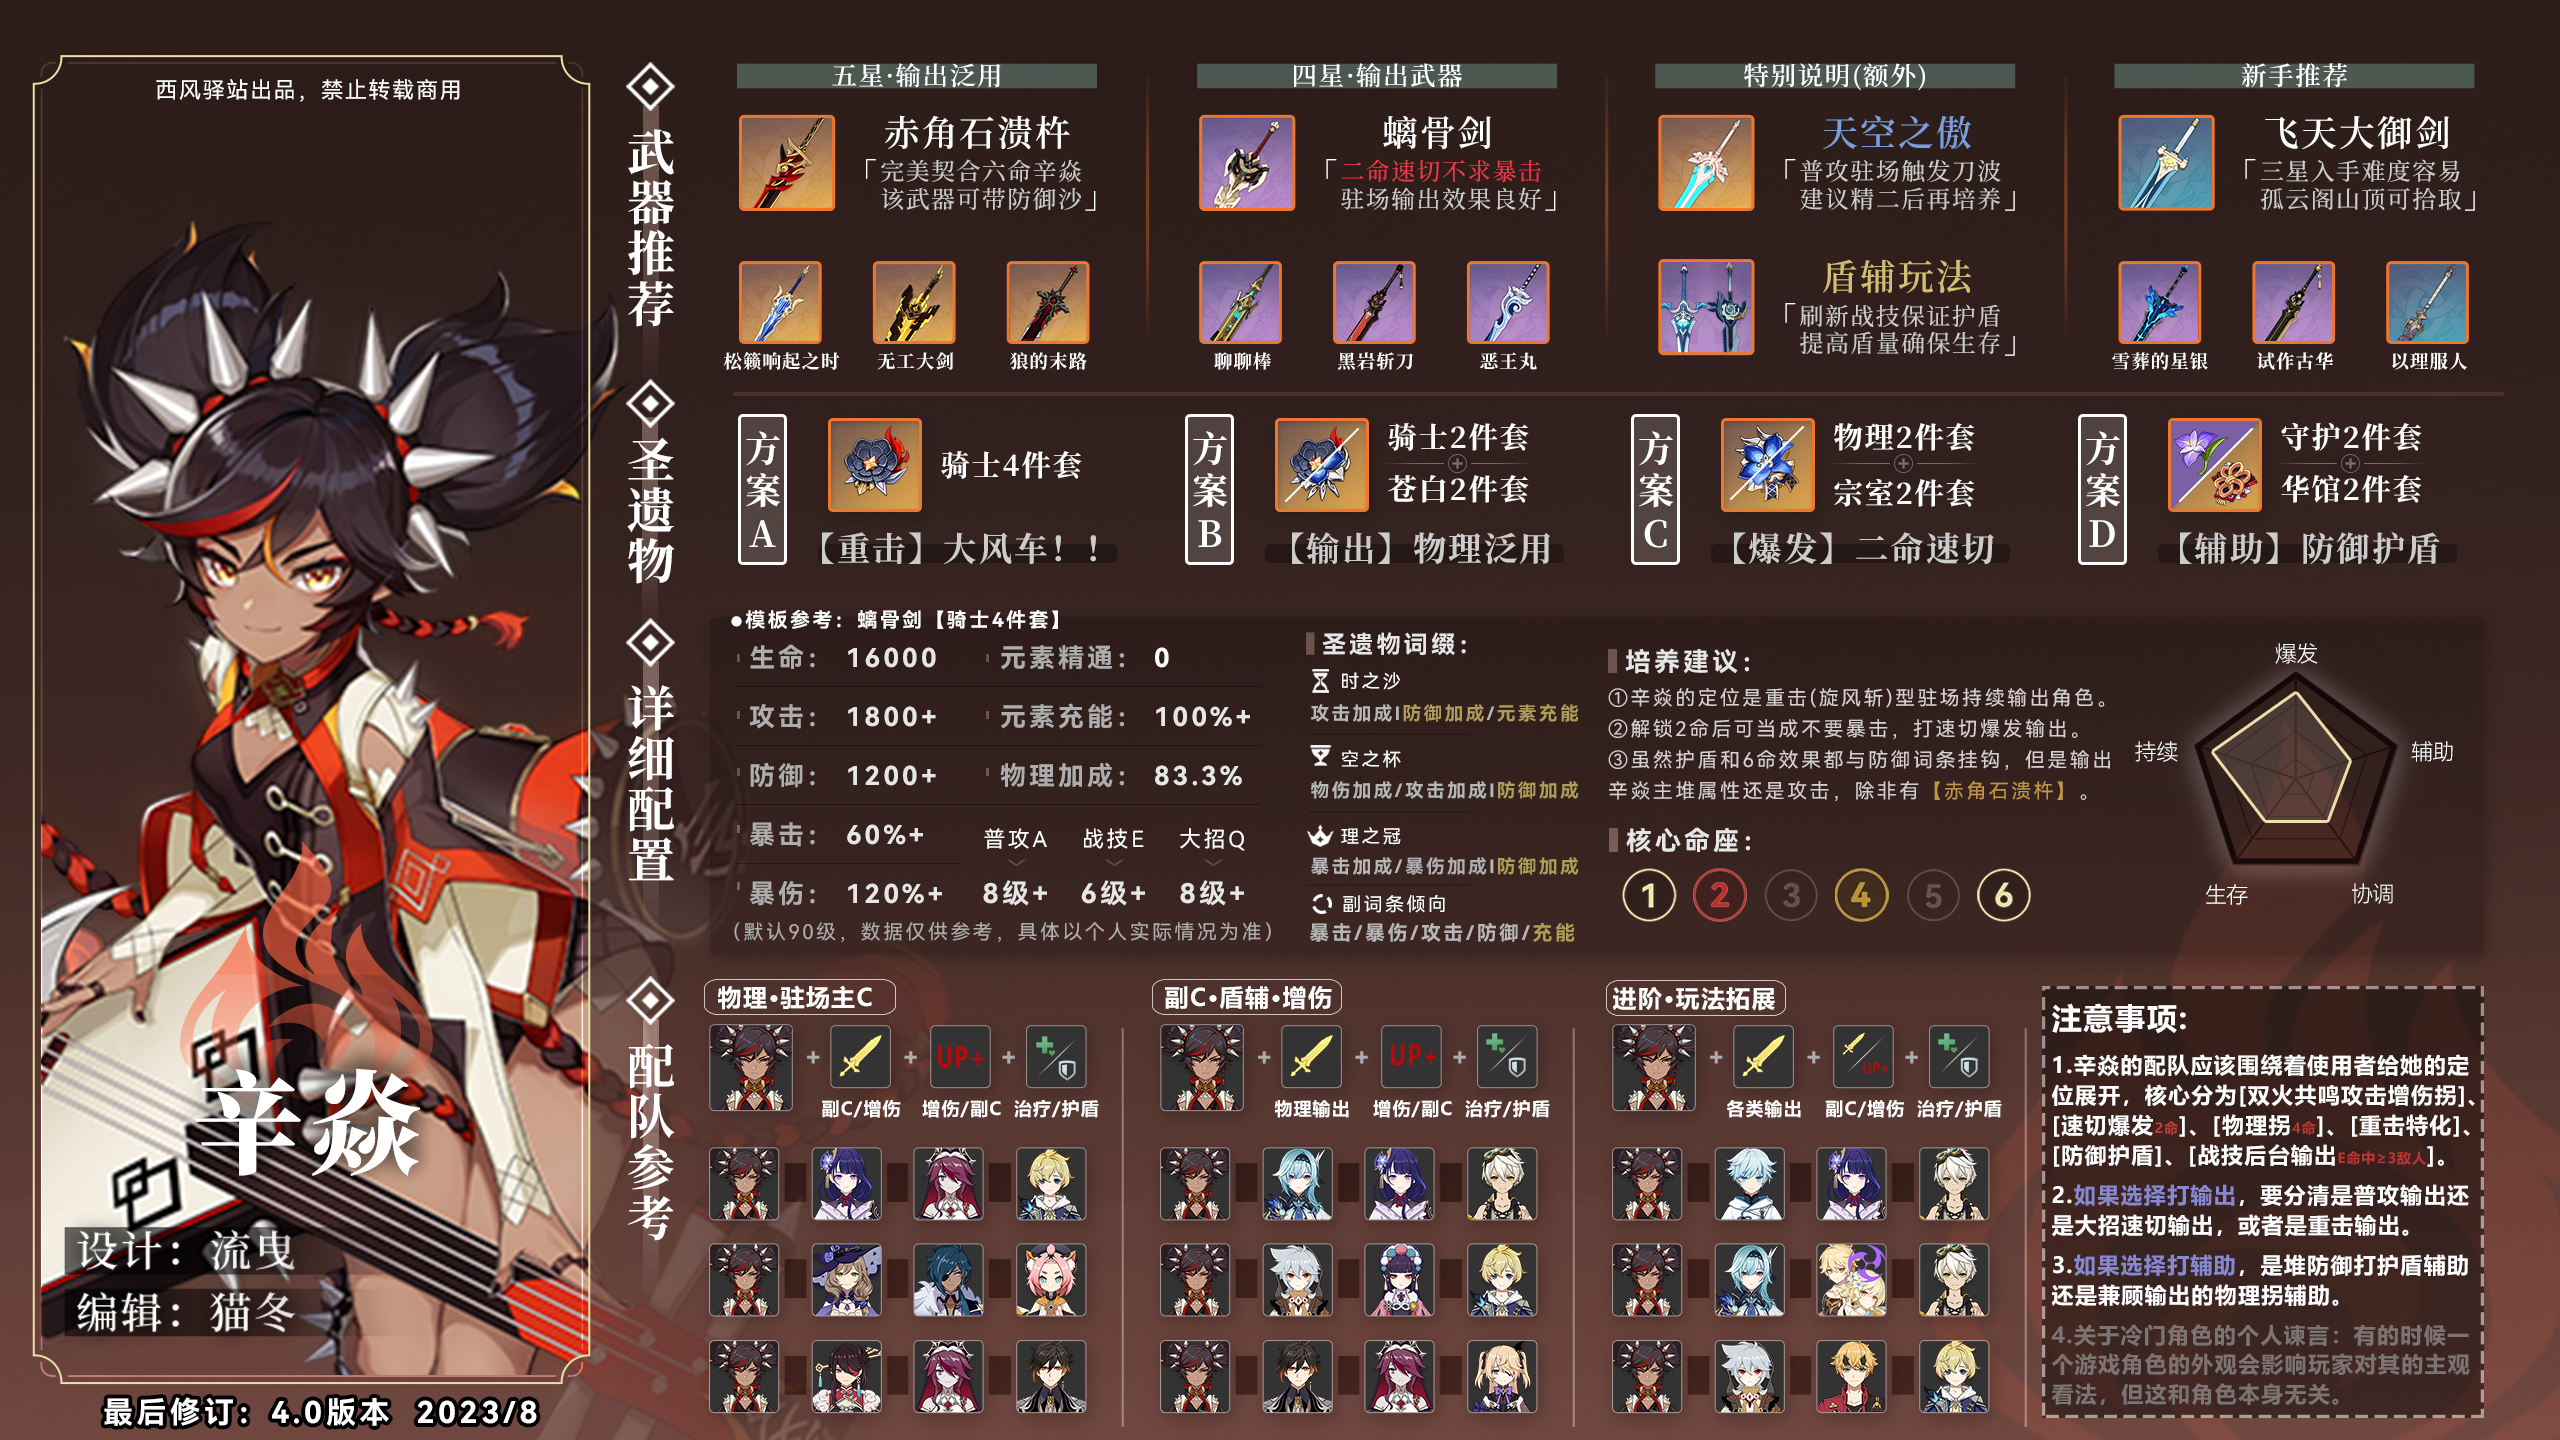 西风驿站出品，禁止转载商用
辛焱
设计：流曳
编辑：猫冬
最后修订：4.0版本 2023/8
武器推荐
五星·输出泛用
赤角石溃杵
「完美契合六命辛焱
该武器可带防御沙」
松籁响起之时 无工大剑 狼的末路
四星·输出武器
螭骨剑
「二命速切不求暴击
驻场输出效果良好」
聊聊棒 黑岩斩刀 恶王丸
特别说明(额外)
天空之傲
「普攻驻场触发刀波
建议精二后再培养」
盾辅玩法
「刷新战技保证护盾
提高盾量确保生存」
新手推荐
飞天大御剑
「三星入手难度容易
孤云阁山顶可拾取」
雪葬的星银 试作古华 以理服人
圣遗物
方案A
骑士4件套
【重击】大风车！！
方案B
骑士2件套
苍白2件套
【输出】物理泛用
方案C
物理2件套
宗室2件套
【爆发】二命速切
方案D
守护2件套
华馆2件套
【辅助】防御护盾
详细配置
●模板参考：螭骨剑【骑士4件套】
生命： 16000 元素精通： 0
攻击： 1800+ 元素充能： 100%+
防御： 1200+ 物理加成： 83.3%
暴击： 60%+ 普攻A 战技E 大招Q
暴伤： 120%+ 8级+ 6级+ 8级+
(默认90级，数据仅供参考，具体以个人实际情况为准)
圣遗物词缀：
时之沙
攻击加成|防御加成/元素充能
空之杯
物伤加成/攻击加成|防御加成
理之冠
暴击加成/暴伤加成|防御加成
副词条倾向
暴击/暴伤/攻击/防御/充能
培养建议：
①辛焱的定位是重击(旋风斩)型驻场持续输出角色。
②解锁2命后可当成不要暴击，打速切爆发输出。
③虽然护盾和6命效果都与防御词条挂钩，但是输出
辛焱主堆属性还是攻击，除非有【赤角石溃杵】。
核心命座：
1 2 3 4 5 6
爆发
持续 辅助
生存 协调
配队参考
物理·驻场主C
+ + UP+ +
副C/增伤 增伤/副C 治疗/护盾
副C·盾辅·增伤
+ + UP+ +
物理输出 增伤/副C 治疗/护盾
进阶·玩法拓展
+ + UP+ +
各类输出 副C/增伤 治疗/护盾
注意事项：
1.辛焱的配队应该围绕着使用者给她的定
位展开，核心分为[双火共鸣攻击增伤拐]、
[速切爆发2命]、[物理拐4命]、[重击特化]、
[防御护盾]、[战技后台输出E命中≥3敌人]。
2.如果选择打输出，要分清是普攻输出还
是大招速切输出，或者是重击输出。
3.如果选择打辅助，是堆防御打护盾辅助
还是兼顾输出的物理拐辅助。
4.关于冷门角色的个人谏言：有的时候一
个游戏角色的外观会影响玩家对其的主观
看法，但这和角色本身无关。